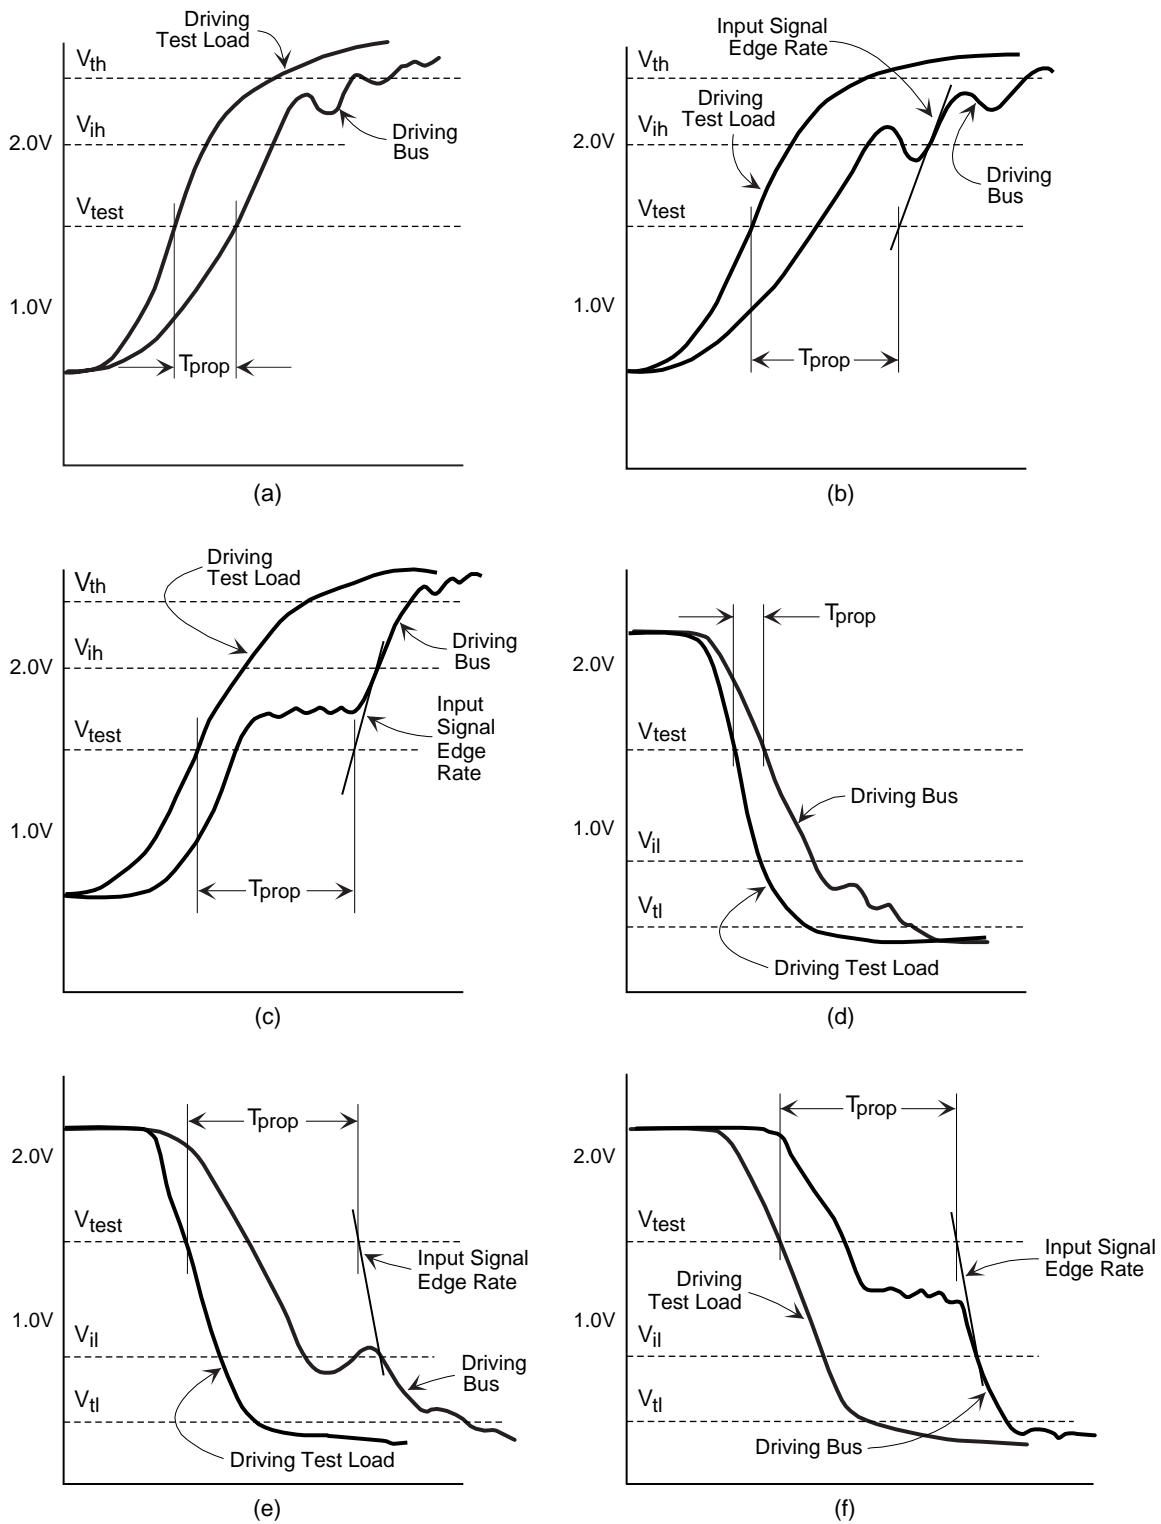 Driving
Test Load
Vth
Vih
2.0V
Driving
Bus
Vtest
1.0V
Tprop
(a)
Input Signal
Edge Rate
Vth
Driving
Test Load
Vih
2.0V
Driving
Bus
Vtest
1.0V
Tprop
(b)
Driving
Test Load
Vth
Vih
2.0V
Driving
Bus
Input
Signal
Edge
Rate
Vtest
1.0V
Tprop
(c)
Tprop
2.0V
Vtest
Driving Bus
1.0V
Vil
Vtl
Driving Test Load
(d)
Tprop
2.0V
Vtest
Input Signal
Edge Rate
1.0V
Vil
Driving
Bus
Vtl
Driving Test Load
(e)
Tprop
2.0V
Vtest
Input Signal
Edge Rate
Driving
Test Load
1.0V
Vil
Vtl
Driving Bus
(f)